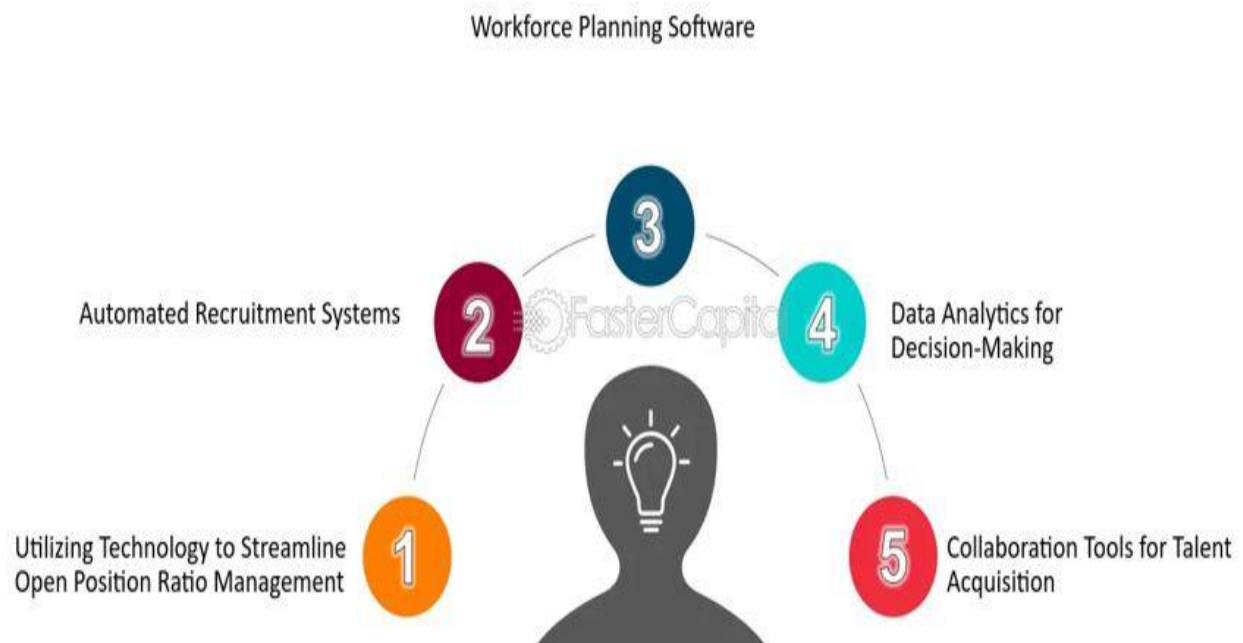 Workforce Planning Software
3
Automated Recruitment Systems
2
FasterCapita
4
Data Analytics for
Decision-Making
Utilizing Technology to Streamline
Open Position Ratio Management
1
5
Collaboration Tools for Talent
Acquisition